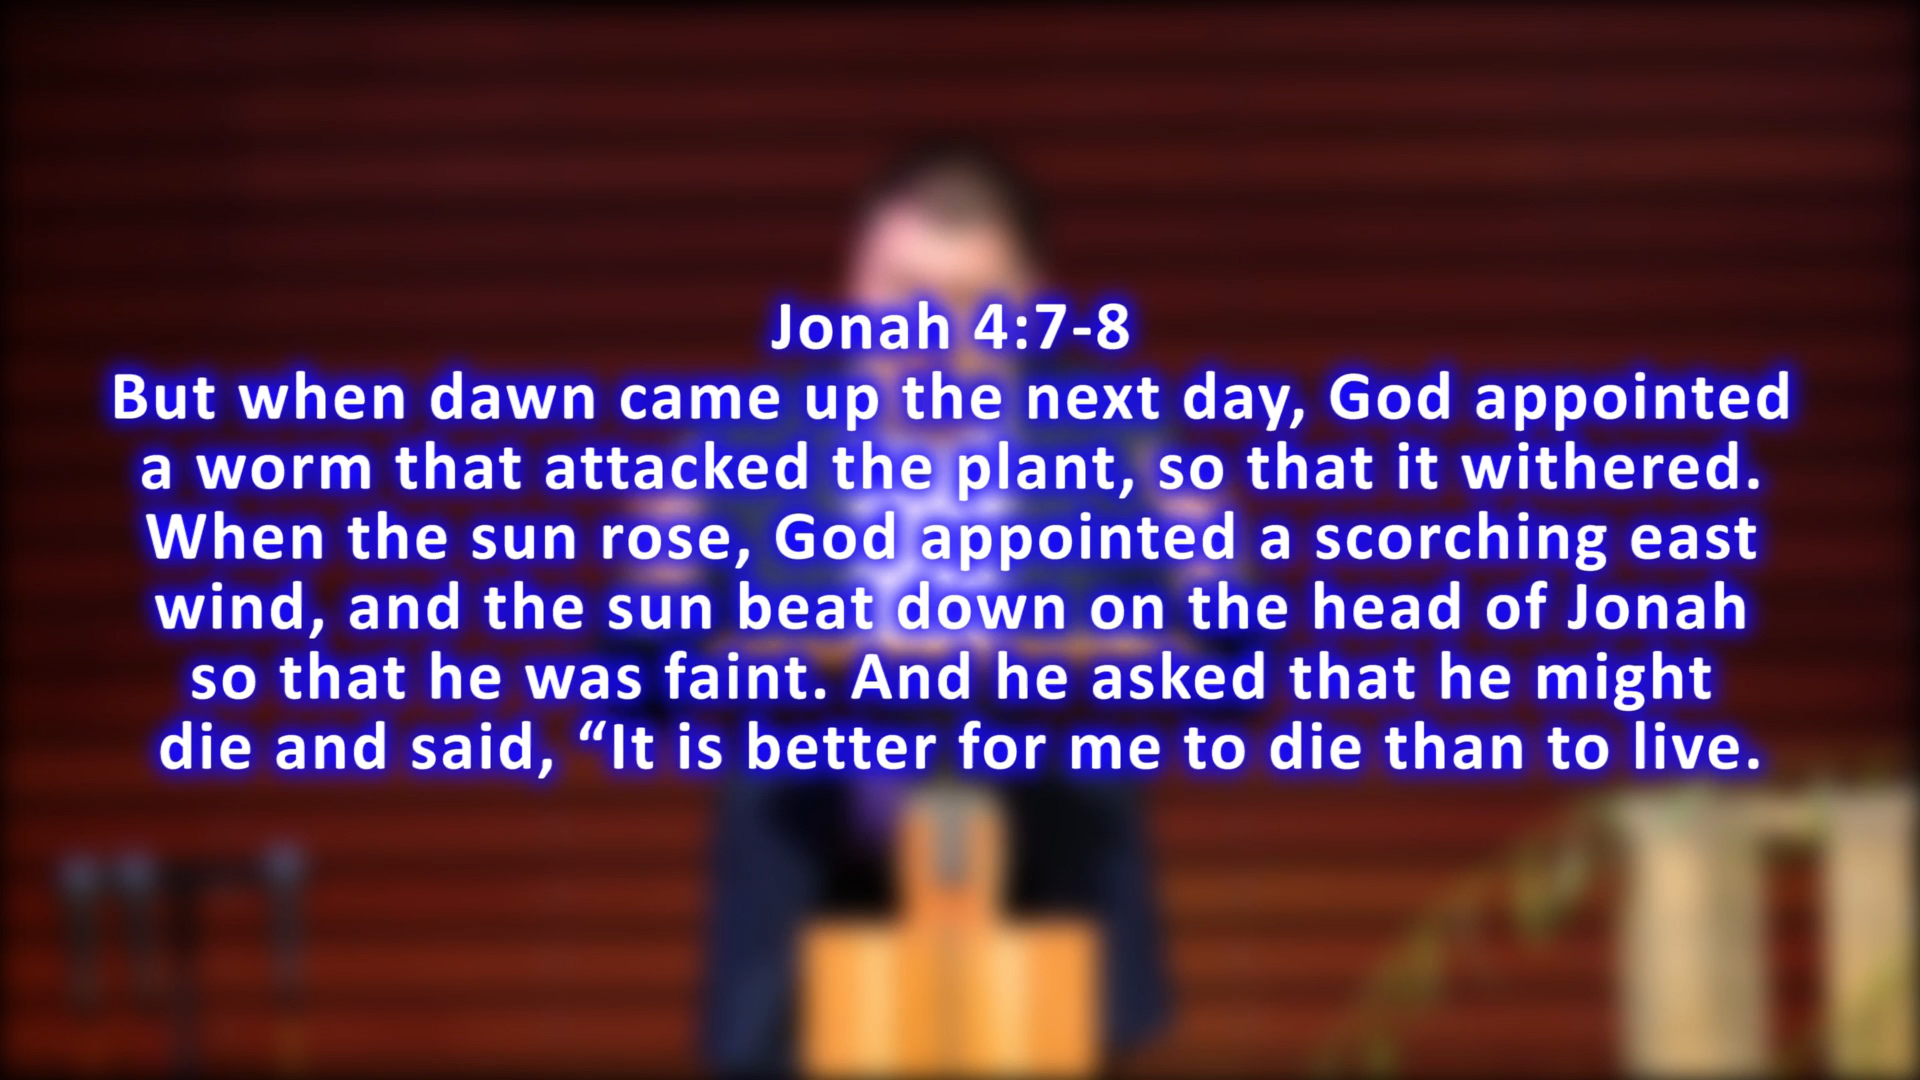 Jonah 4:7-8
But when dawn came up the next day, God appointed
a worm that attacked the plant, so that it withered.
When the sun rose, God appointed a scorching east
wind, and the sun beat down on the head of Jonah
so that he was faint. And he asked that he might
die and said, “It is better for me to die than to live.